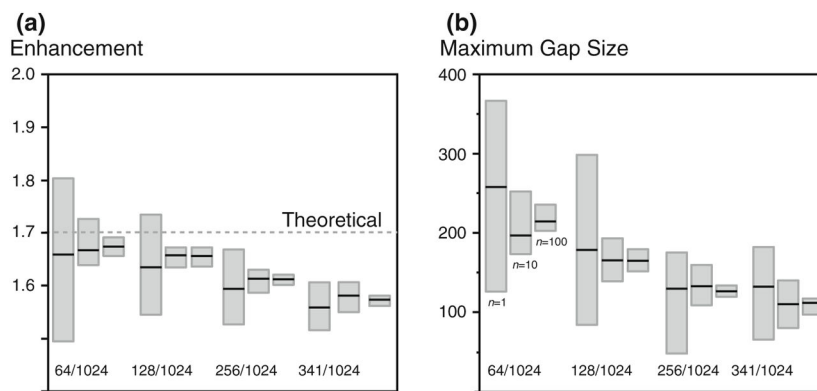 (a)
Enhancement
2.0
1.9
1.8
1.7
1.6
Theoretical
64/1024 128/1024 256/1024 341/1024
(b)
Maximum Gap Size
400
300
200
100
n=100
n=10
n=1
64/1024 128/1024 256/1024 341/1024